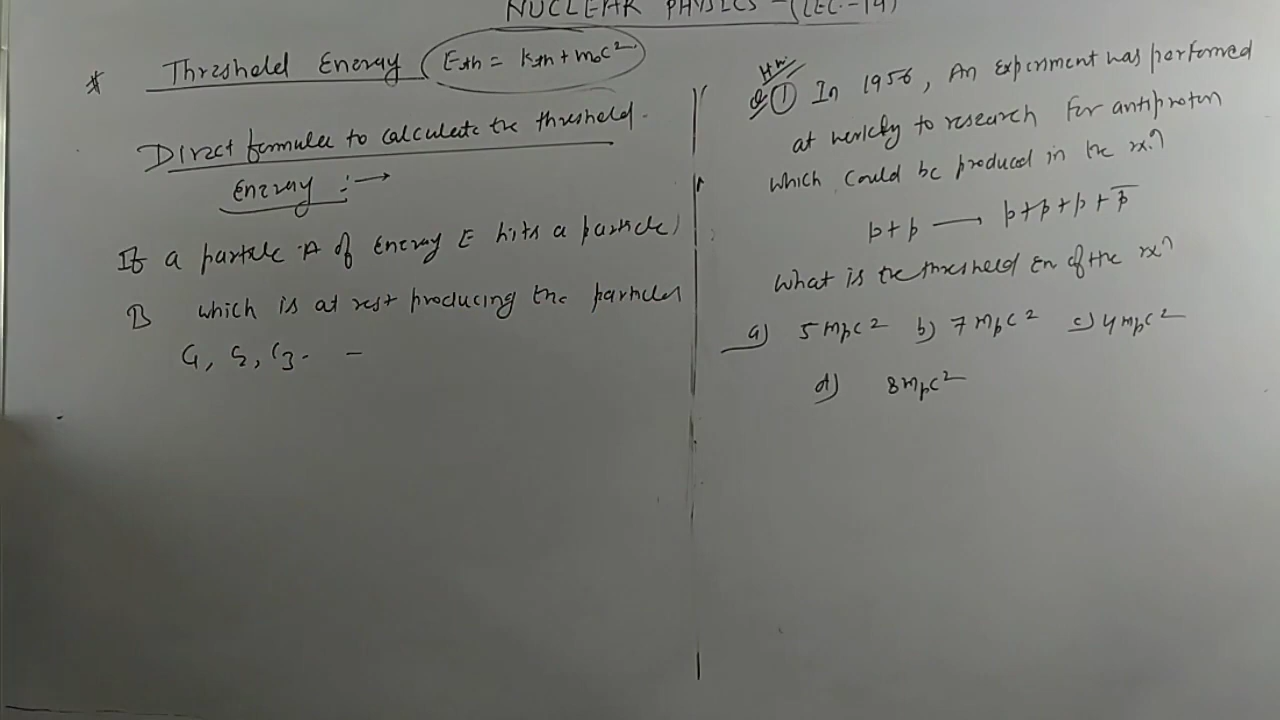 NUCLEAR PHYSICS - (LEC.-14)
* Threshold Energy (Eth = Kth + m₀c²)
Direct formulae to calculate the threshold.
Energy :→
If a particle A of Energy E hits a particle
B which is at rest producing the particles
C₁, C₂, C₃. —
HW
Q ① In 1956, An Experiment was performed
at to research for antiproton
which could be produced in the rxⁿ
p + p ⟶ p + p + p + p̅
What is the threshold En of the rxⁿ
a) 5mpc² b) 7mpc² c) 4mpc²
d) 8mpc²